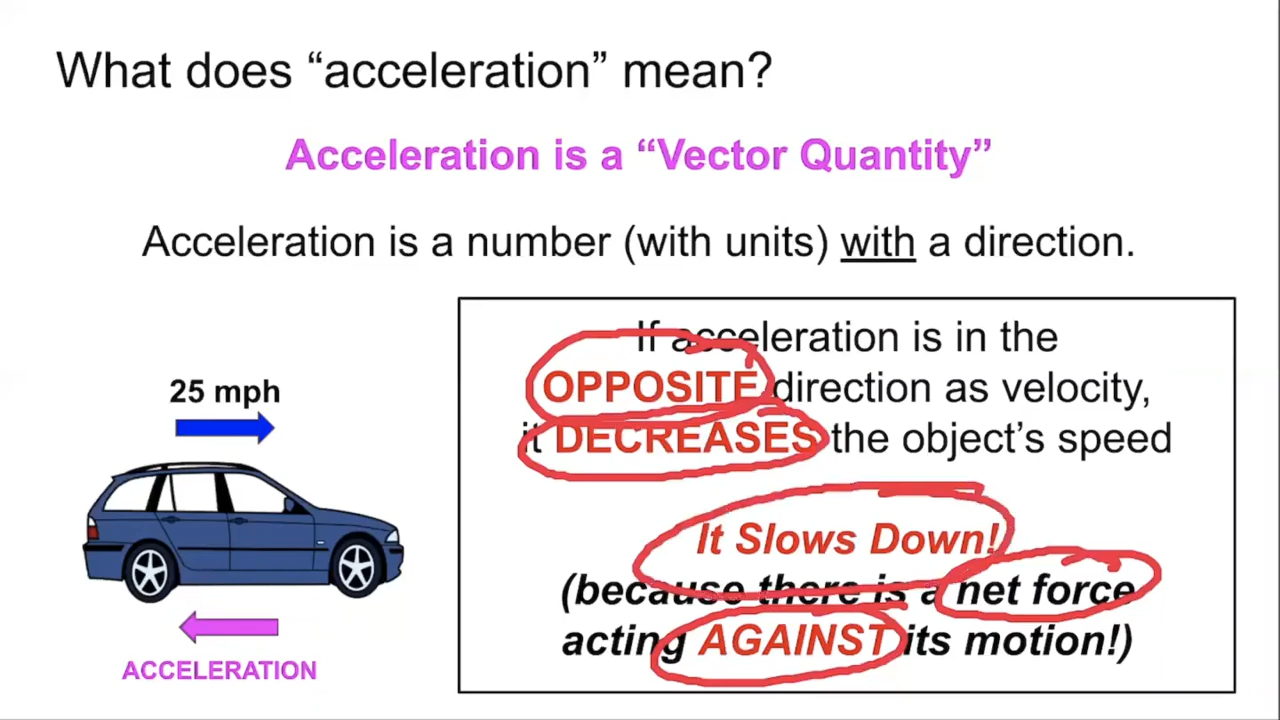 What does “acceleration” mean?
Acceleration is a “Vector Quantity”
Acceleration is a number (with units) with a direction.
25 mph
ACCELERATION
If acceleration is in the
OPPOSITE direction as velocity,
it DECREASES the object’s speed
It Slows Down!
(because there is a net force
acting AGAINST its motion!)